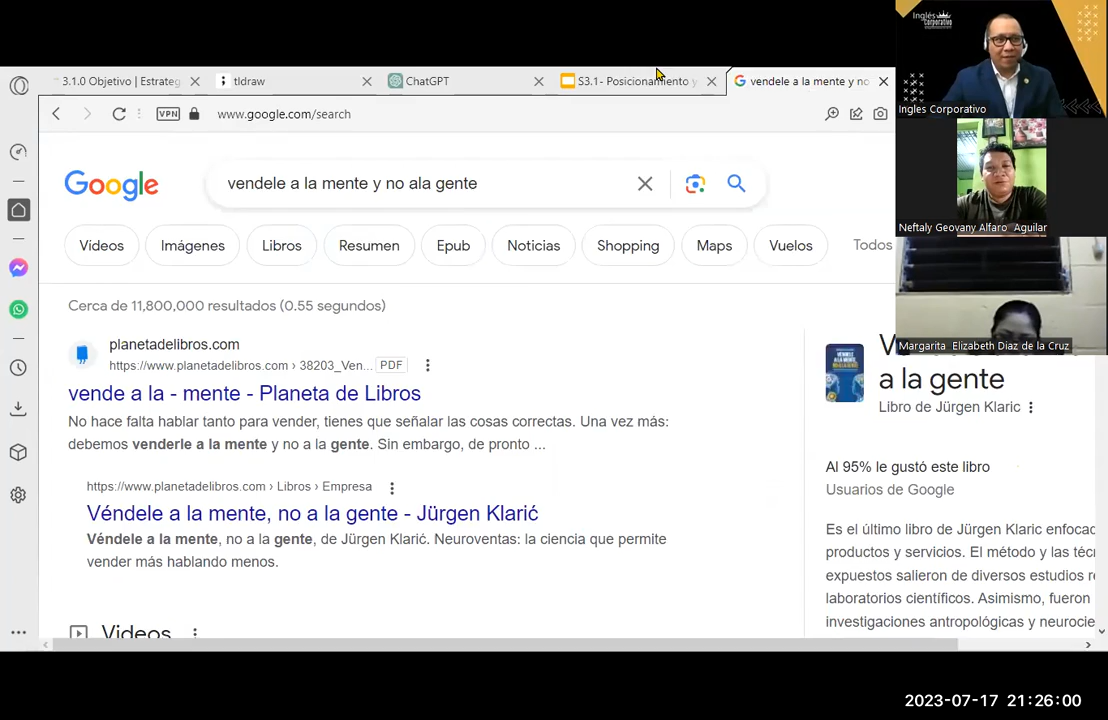 3.1.0 Objetivo | Estrateg
tldraw
ChatGPT
S3.1- Posicionamiento y
vendele a la mente y no
VPN
www.google.com/search
Google
vendele a la mente y no ala gente
Videos
Imágenes
Libros
Resumen
Epub
Noticias
Shopping
Maps
Vuelos
Todos
Cerca de 11,800,000 resultados (0.55 segundos)
planetadelibros.com
https://www.planetadelibros.com › 38203_Ven... PDF
vende a la - mente - Planeta de Libros
No hace falta hablar tanto para vender, tienes que señalar las cosas correctas. Una vez más:
debemos venderle a la mente y no a la gente. Sin embargo, de pronto ...
https://www.planetadelibros.com › Libros › Empresa
Véndele a la mente, no a la gente - Jürgen Klarić
Véndele a la mente, no a la gente, de Jürgen Klarić. Neuroventas: la ciencia que permite
vender más hablando menos.
Videos
a la gente
Libro de Jürgen Klaric
Al 95% le gustó este libro
Usuarios de Google
Es el último libro de Jürgen Klaric enfocac
productos y servicios. El método y las téc
expuestos salieron de diversos estudios re
laboratorios científicos. Asimismo, fueron
investigaciones antropológicas y neurocie
Inglés
Corporativo
Ingles Corporativo
Neftaly Geovany Alfaro Aguilar
Margarita Elizabeth Diaz de la Cruz
2023-07-17 21:26:00